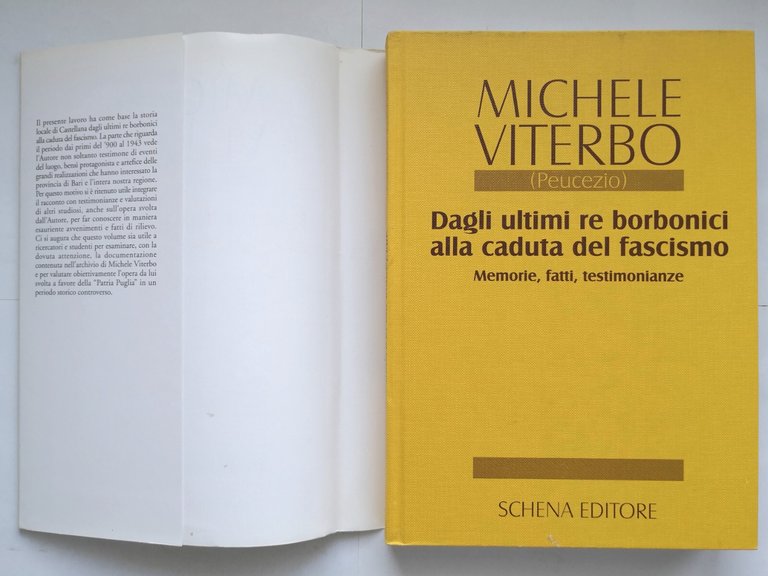 Il presente lavoro ha come base la storia
locale di Castellana dagli ultimi re borbonici
alla caduta del fascismo. La parte che riguarda
il periodo dai primi del '900 al 1943 vede
l'Autore non soltanto testimone di eventi
del luogo, bensì protagonista e artefice delle
grandi realizzazioni che hanno interessato la
provincia di Bari e l'intera nostra regione.
Per questo motivo si è ritenuto utile integrare
il racconto con testimonianze e valutazioni
di altri studiosi, anche sull'opera svolta
dall'Autore, per far conoscere in maniera
esauriente avvenimenti e fatti di rilievo.
Ci si augura che questo volume sia utile a
ricercatori e studenti per esaminare, con la
dovuta attenzione, la documentazione
contenuta nell'archivio di Michele Viterbo
e per valutare obiettivamente l'opera da lui
svolta a favore della "Patria Puglia" in un
periodo storico controverso.
MICHELE
VITERBO
(Peucezio)
Dagli ultimi re borbonici
alla caduta del fascismo
Memorie, fatti, testimonianze
SCHENA EDITORE